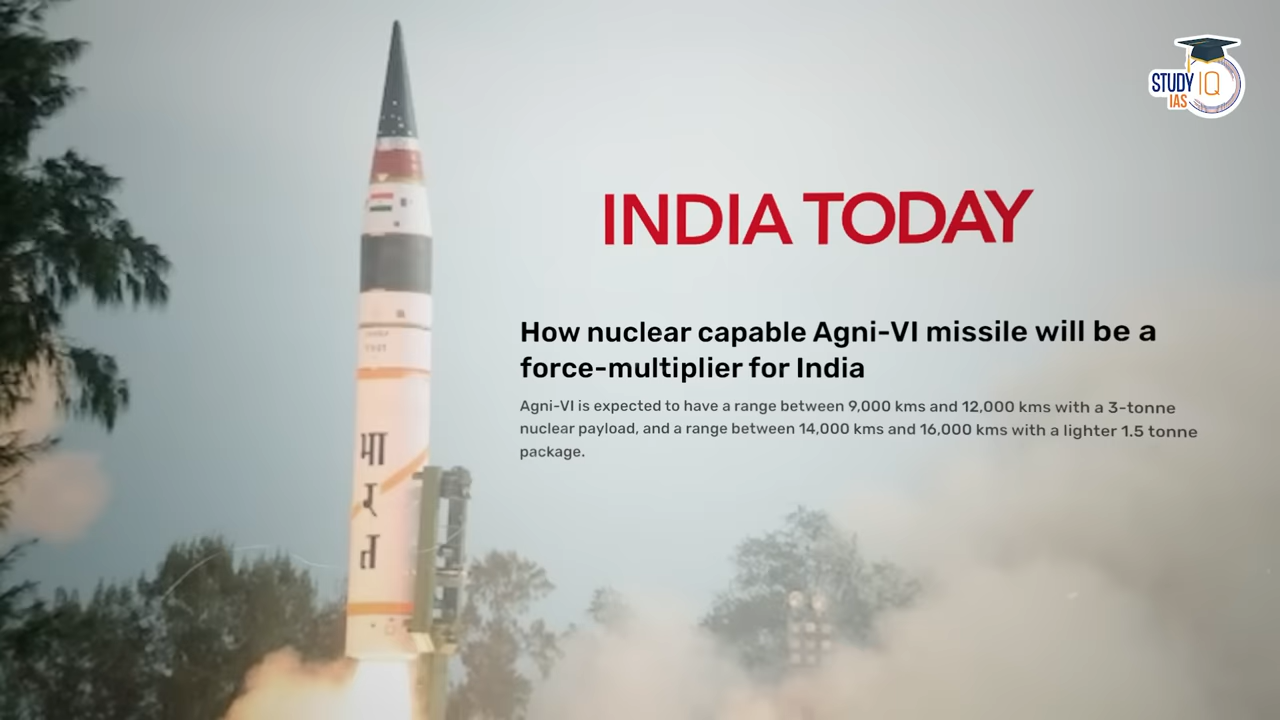 STUDY IQ
IAS
INDIA TODAY
How nuclear capable Agni-VI missile will be a
force-multiplier for India
Agni-VI is expected to have a range between 9,000 kms and 12,000 kms with a 3-tonne
nuclear payload, and a range between 14,000 kms and 16,000 kms with a lighter 1.5 tonne
package.
भा
र
त